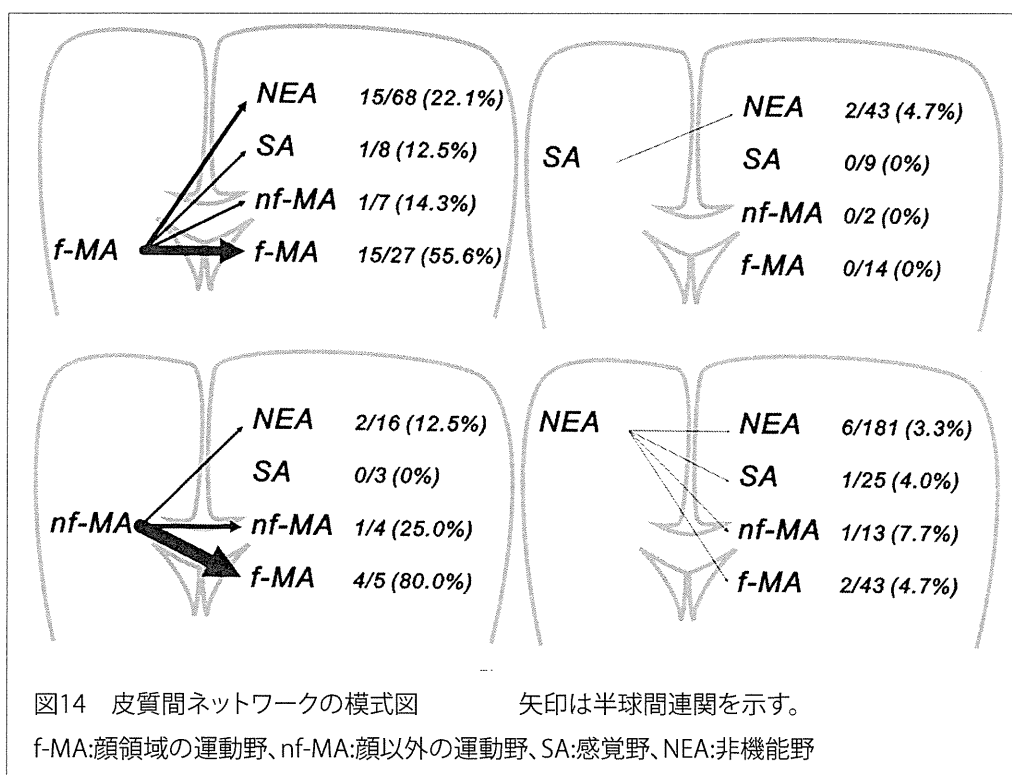 NEA 15/68 (22.1%)
SA 1/8 (12.5%)
nf-MA 1/7 (14.3%)
f-MA f-MA 15/27 (55.6%)
NEA 2/43 (4.7%)
SA SA 0/9 (0%)
nf-MA 0/2 (0%)
f-MA 0/14 (0%)
NEA 2/16 (12.5%)
SA 0/3 (0%)
nf-MA nf-MA 1/4 (25.0%)
f-MA 4/5 (80.0%)
NEA NEA 6/181 (3.3%)
SA 1/25 (4.0%)
nf-MA 1/13 (7.7%)
f-MA 2/43 (4.7%)
図14 皮質間ネットワークの模式図 矢印は半球間連関を示す。
f-MA:顔領域の運動野、nf-MA:顔以外の運動野、SA:感覚野、NEA:非機能野